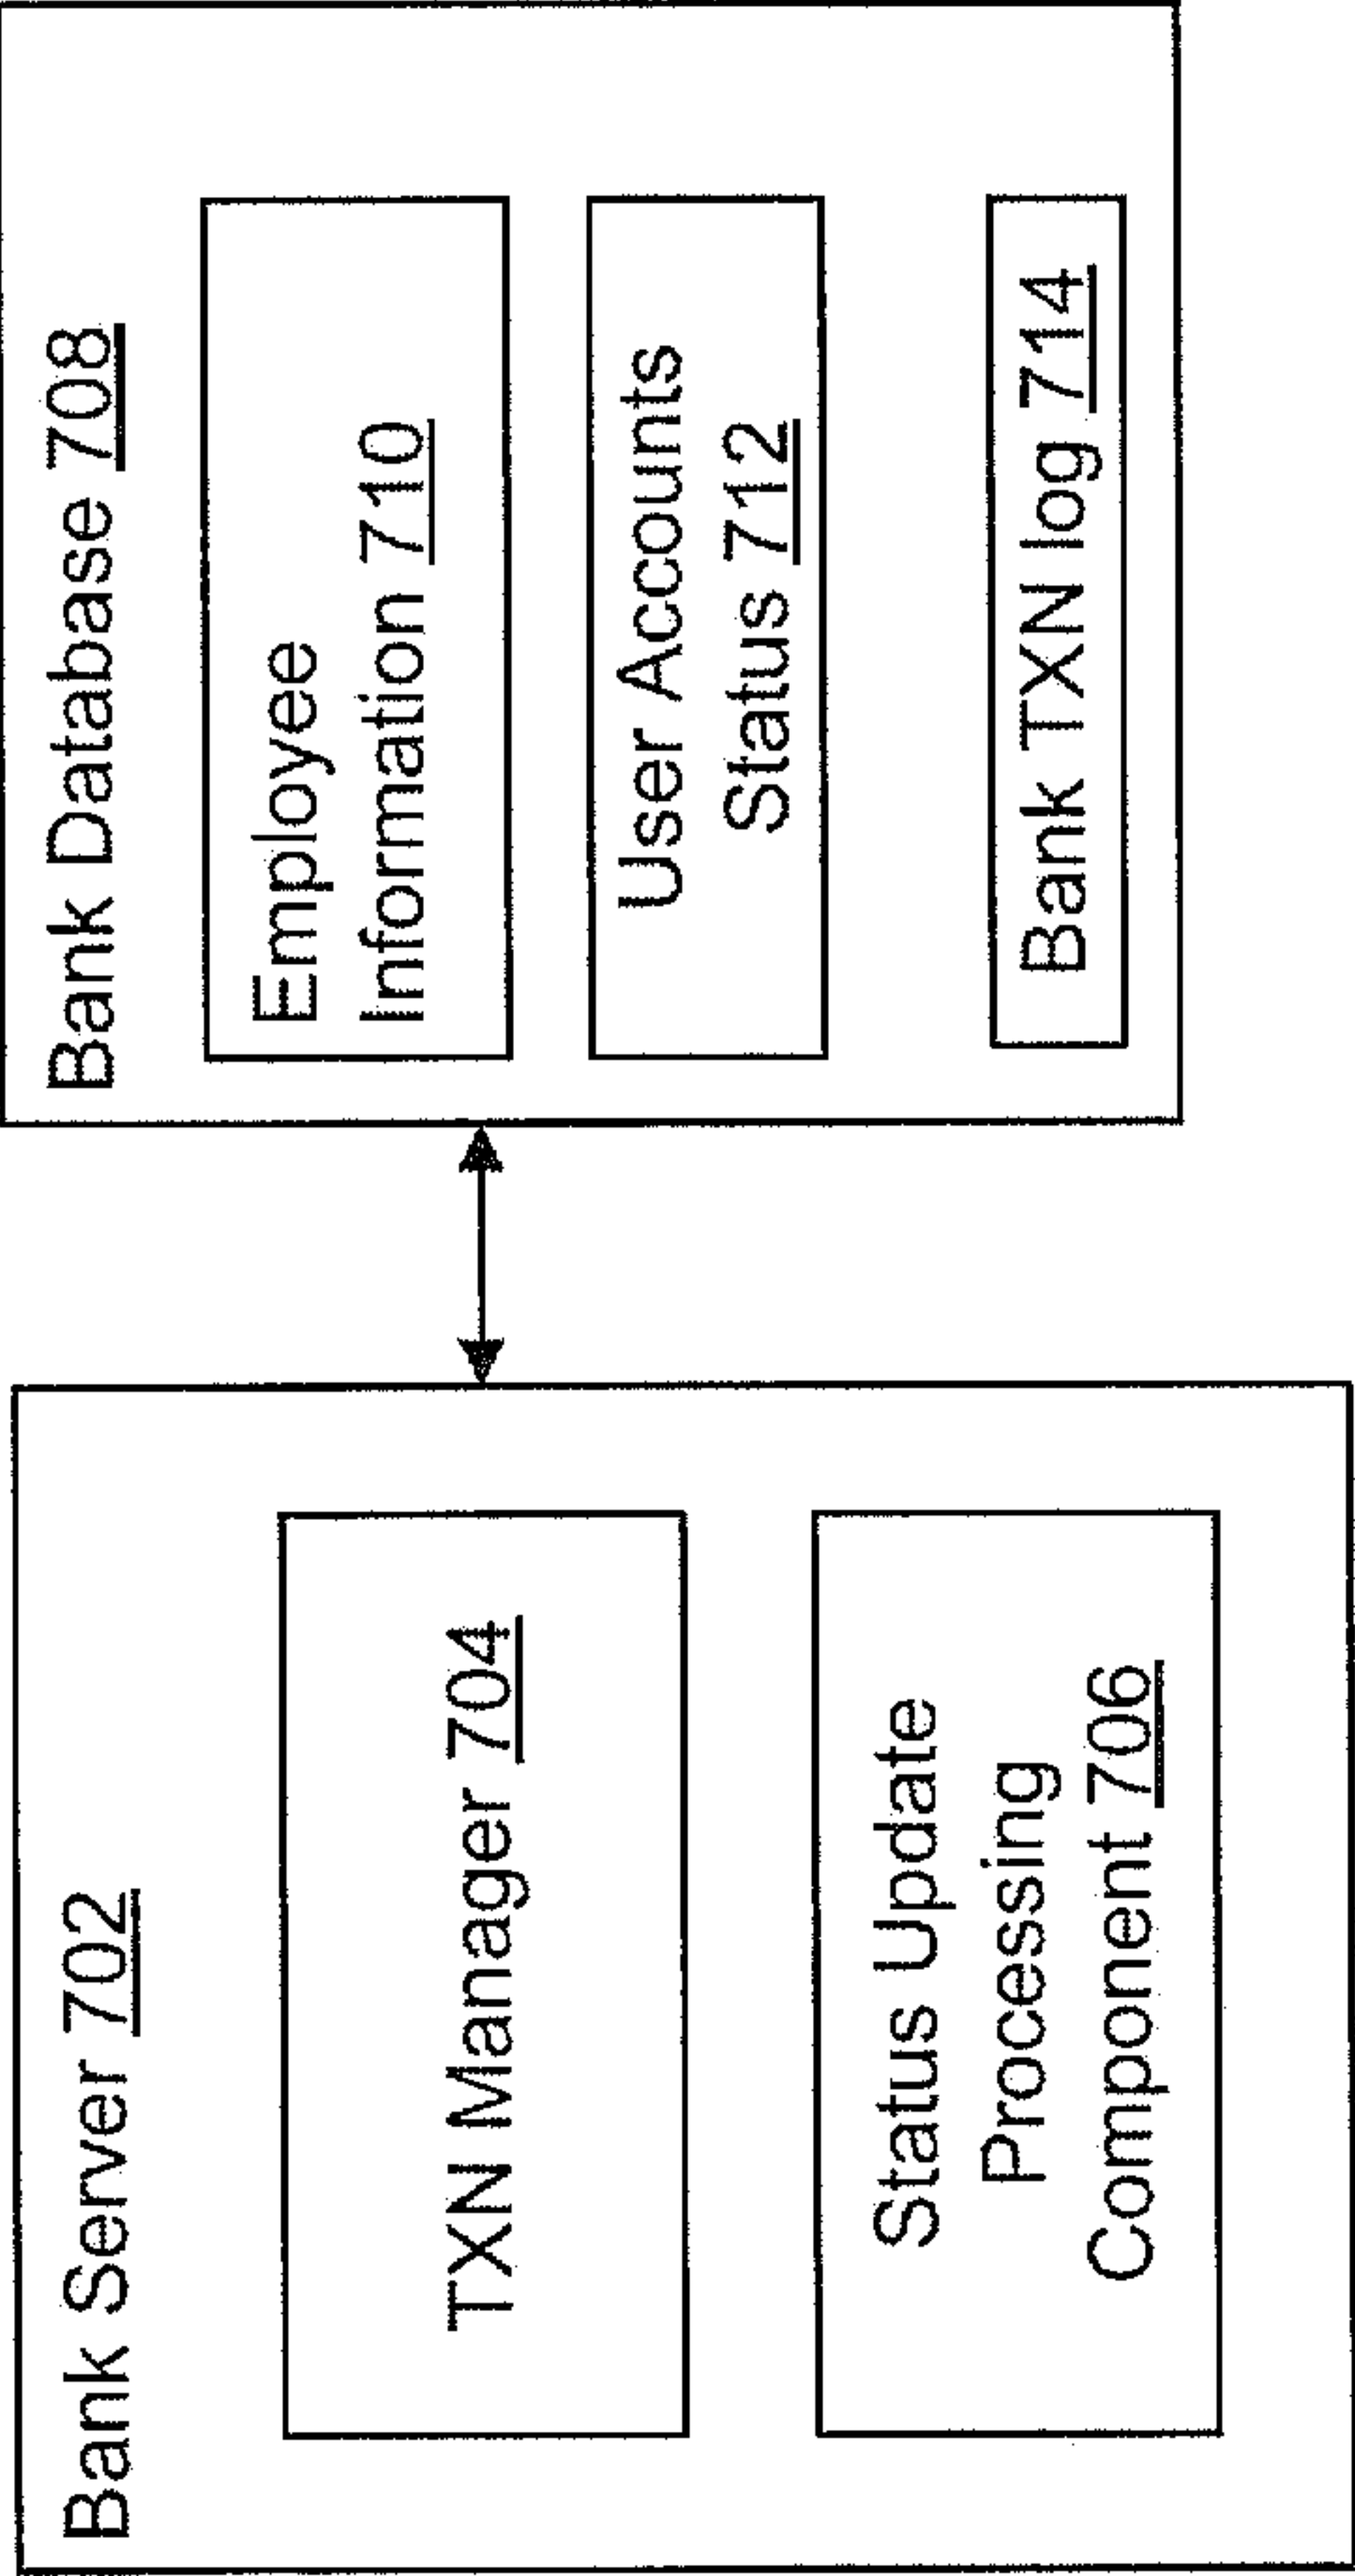 Bank Server 702
TXN Manager 704
Status Update
Processing
Component 706
Bank Database 708
Employee
Information 710
User Accounts
Status 712
Bank TXN log 714